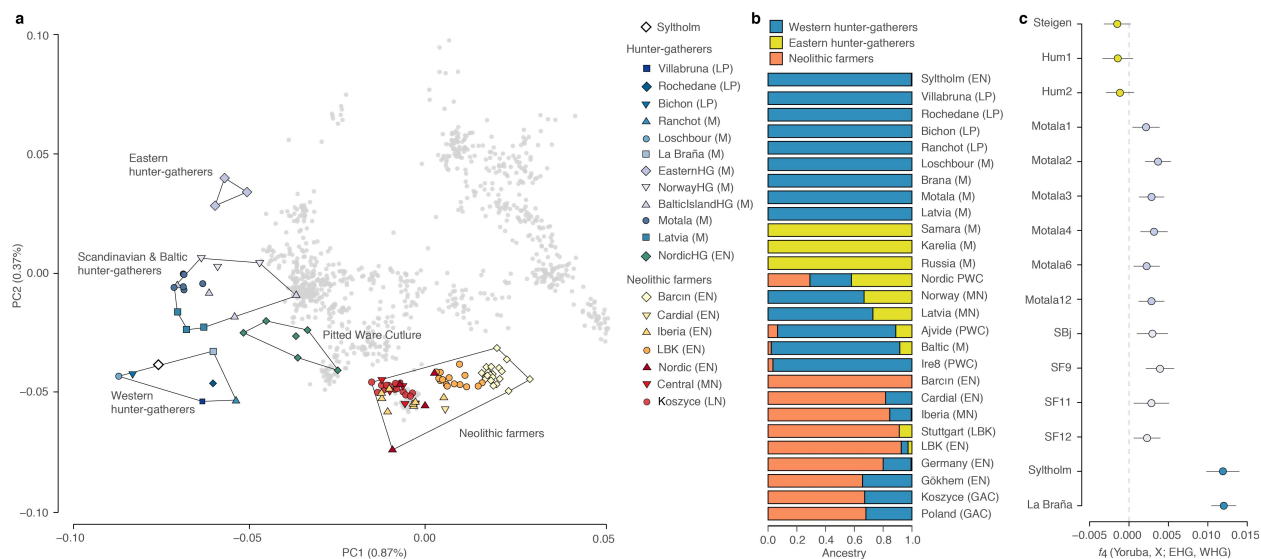 a
0.10
0.05
0.00
−0.05
−0.10
PC2 (0.37%)
−0.10
−0.05
0.00
0.05
PC1 (0.87%)
Eastern
hunter-gatherers
Scandinavian & Baltic
hunter-gatherers
Pitted Ware Cutlure
Western
hunter-gatherers
Neolithic farmers
Syltholm
Hunter-gatherers
Villabruna (LP)
Rochedane (LP)
Bichon (LP)
Ranchot (M)
Loschbour (M)
La Braña (M)
EasternHG (M)
NorwayHG (M)
BalticIslandHG (M)
Motala (M)
Latvia (M)
NordicHG (EN)
Neolithic farmers
Barcın (EN)
Cardial (EN)
Iberia (EN)
LBK (EN)
Nordic (EN)
Central (MN)
Koszyce (LN)
b
Western hunter-gatherers
Eastern hunter-gatherers
Neolithic farmers
Syltholm (EN)
Villabruna (LP)
Rochedane (LP)
Bichon (LP)
Ranchot (LP)
Loschbour (M)
Brana (M)
Motala (M)
Latvia (M)
Samara (M)
Karelia (M)
Russia (M)
Nordic PWC
Norway (MN)
Latvia (MN)
Ajvide (PWC)
Baltic (M)
Ire8 (PWC)
Barcın (EN)
Cardial (EN)
Iberia (MN)
Stuttgart (LBK)
LBK (EN)
Germany (EN)
Gökhem (EN)
Koszyce (GAC)
Poland (GAC)
0.0 0.2 0.4 0.6 0.8 1.0
Ancestry
c
Steigen
Hum1
Hum2
Motala1
Motala2
Motala3
Motala4
Motala6
Motala12
SBj
SF9
SF11
SF12
Syltholm
La Braña
−0.005 0.000 0.005 0.010 0.015
f4 (Yoruba, X; EHG, WHG)